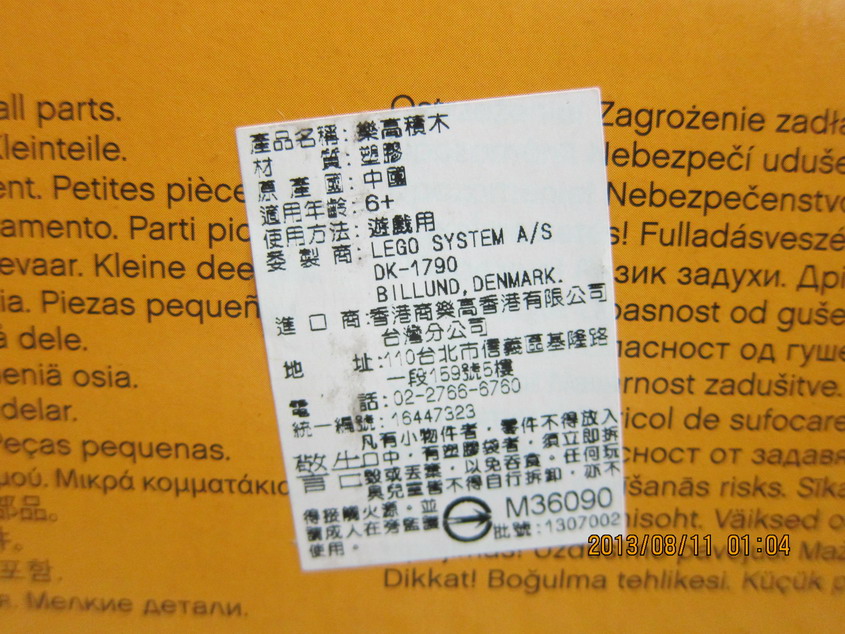 all parts.
Kleinteile.
ent. Petites pièce
amento. Parti pic
evaar. Kleine dee
ia. Piezas pequeñ
å dele.
eniä osia.
delar.
Peças pequenas.
μού. Μικρά κομματάκια
部品。
포함.
я. Мелкие детали.
產品名稱:樂高積木
材質:塑膠
原產國:中國
適用年齡:6+
使用方法:遊戲用
委製商:LEGO SYSTEM A/S
DK-1790
BILLUND,DENMARK.
進口商:香港商樂高香港有限公司
台灣分公司
地址:110台北市信義區基隆路
一段159號5樓
電話:02-2766-6760
統一編號:16447323
警告
凡有小物件者,零件不得放入
口中,有塑膠袋者,須立即拆
毀或丟棄,以免吞食。任何玩
具兒童皆不得自行拆卸,亦不
得接觸火源。並
讓成人在旁監護
使用。
M36090
批號:1307002
Zagrożenie zadła
Nebezpečí uduše
Nebezpečenstvo
s! Fulladásveszé
зик задухи. Дрі
pasnost od guše
пасност од гуше
nost zadušitve.
ricol de sufocare
сност от задавя
šanās risks. Sīka
isoht. Väiksed o
Dikkat! Boğulma tehlikesi. Küçük p
2013/08/11 01:04